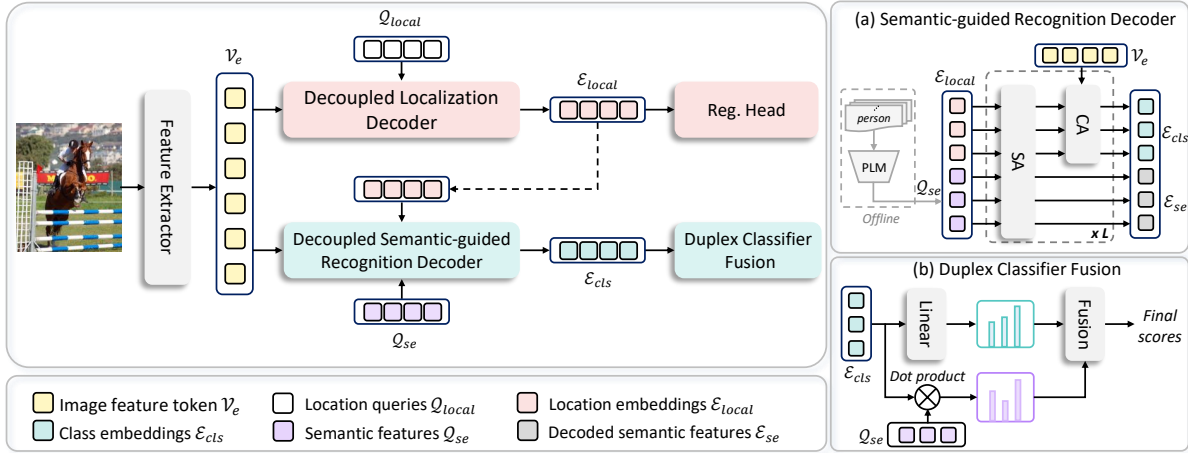 𝒬_local
𝒱_e
Feature Extractor
Decoupled Localization
Decoder
ℰ_local
Reg. Head
Decoupled Semantic-guided
Recognition Decoder
ℰ_cls
Duplex Classifier
Fusion
𝒬_se
Image feature token 𝒱_e
Location queries 𝒬_local
Location embeddings ℰ_local
Class embeddings ℰ_cls
Semantic features 𝒬_se
Decoded semantic features ℰ_se
(a) Semantic-guided Recognition Decoder
𝒱_e
ℰ_local
person
PLM
𝒬_se
Offline
SA
CA
ℰ_cls
ℰ_se
x L
(b) Duplex Classifier Fusion
Linear
Fusion
Final
scores
ℰ_cls
Dot product
𝒬_se